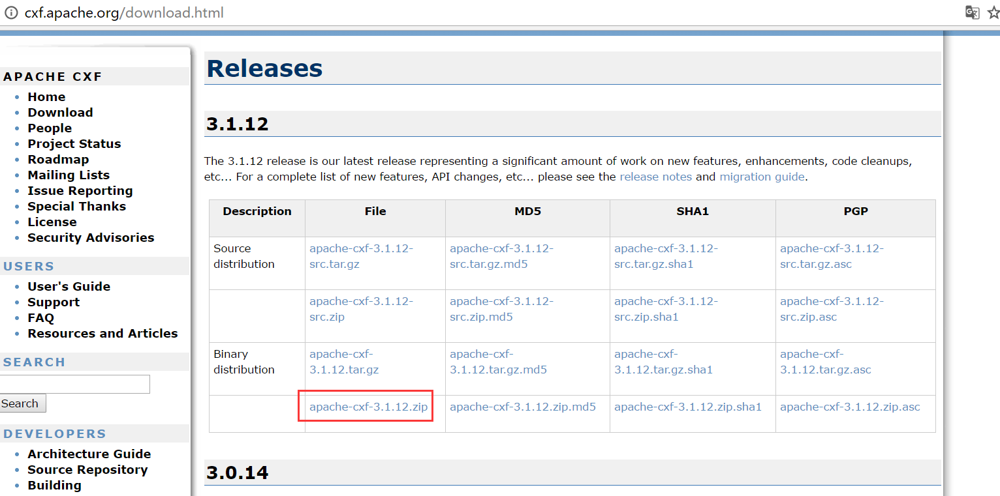 cxf.apache.org/download.html
APACHE CXF
Home
Download
People
Project Status
Roadmap
Mailing Lists
Issue Reporting
Special Thanks
License
Security Advisories
USERS
User's Guide
Support
FAQ
Resources and Articles
SEARCH
Search
DEVELOPERS
Architecture Guide
Source Repository
Building
Releases
3.1.12
The 3.1.12 release is our latest release representing a significant amount of work on new features, enhancements, code cleanups,
etc... For a complete list of new features, API changes, etc... please see the release notes and migration guide.
Description File MD5 SHA1 PGP
Source apache-cxf-3.1.12- apache-cxf-3.1.12- apache-cxf-3.1.12- apache-cxf-3.1.12-
distribution src.tar.gz src.tar.gz.md5 src.tar.gz.sha1 src.tar.gz.asc
apache-cxf-3.1.12- apache-cxf-3.1.12- apache-cxf-3.1.12- apache-cxf-3.1.12-
src.zip src.zip.md5 src.zip.sha1 src.zip.asc
Binary apache-cxf- apache-cxf- apache-cxf- apache-cxf-
distribution 3.1.12.tar.gz 3.1.12.tar.gz.md5 3.1.12.tar.gz.sha1 3.1.12.tar.gz.asc
apache-cxf-3.1.12.zip apache-cxf-3.1.12.zip.md5 apache-cxf-3.1.12.zip.sha1 apache-cxf-3.1.12.zip.asc
3.0.14